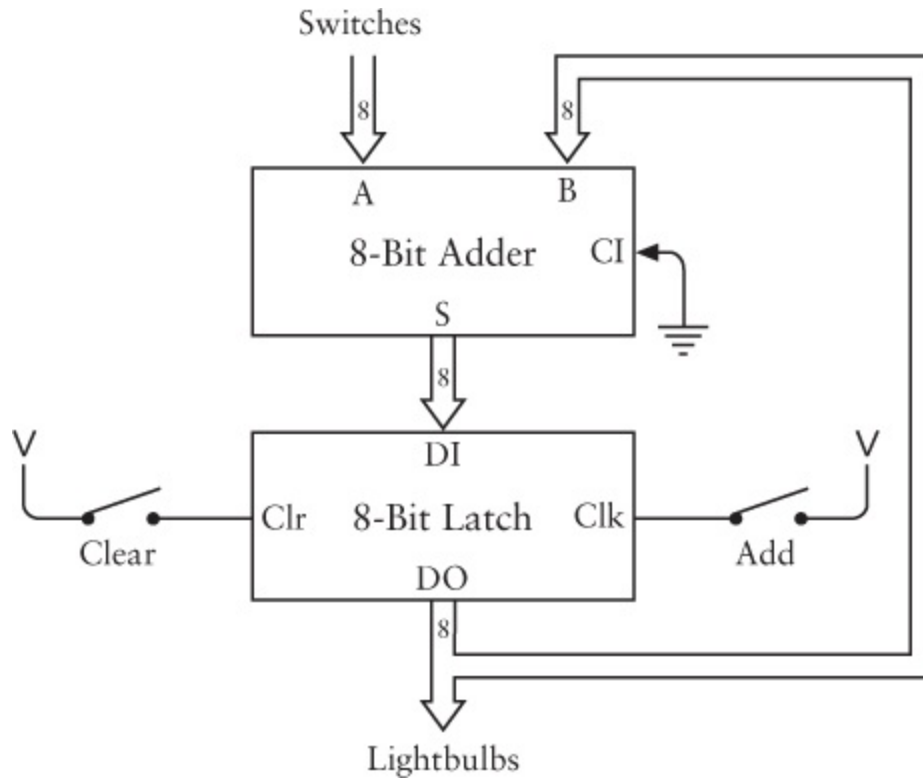 Switches
8
8
A
B
8-Bit Adder
CI
S
8
V
V
DI
Clr
8-Bit Latch
Clk
Clear
Add
DO
8
Lightbulbs